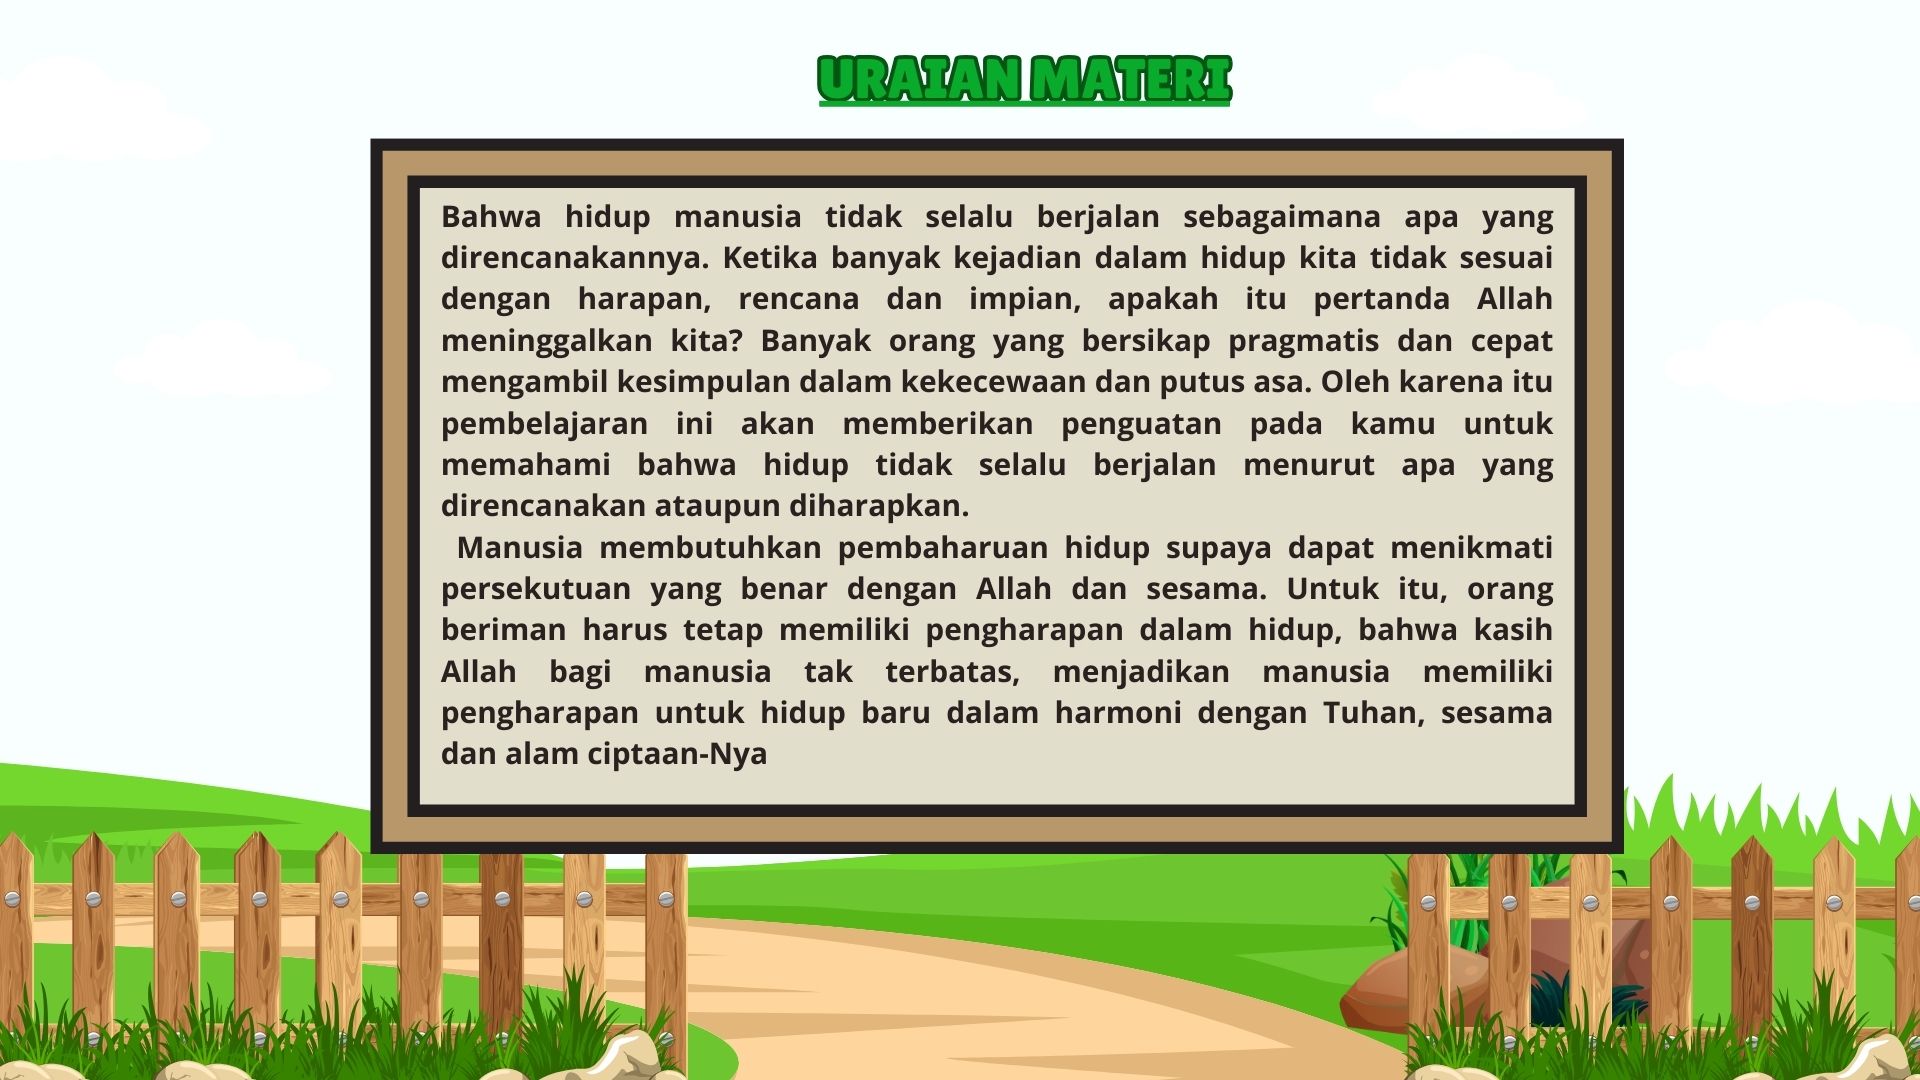 URAIAN MATERI
Bahwa hidup manusia tidak selalu berjalan sebagaimana apa yang
direncanakannya. Ketika banyak kejadian dalam hidup kita tidak sesuai
dengan harapan, rencana dan impian, apakah itu pertanda Allah
meninggalkan kita? Banyak orang yang bersikap pragmatis dan cepat
mengambil kesimpulan dalam kekecewaan dan putus asa. Oleh karena itu
pembelajaran ini akan memberikan penguatan pada kamu untuk
memahami bahwa hidup tidak selalu berjalan menurut apa yang
direncanakan ataupun diharapkan.
Manusia membutuhkan pembaharuan hidup supaya dapat menikmati
persekutuan yang benar dengan Allah dan sesama. Untuk itu, orang
beriman harus tetap memiliki pengharapan dalam hidup, bahwa kasih
Allah bagi manusia tak terbatas, menjadikan manusia memiliki
pengharapan untuk hidup baru dalam harmoni dengan Tuhan, sesama
dan alam ciptaan-Nya